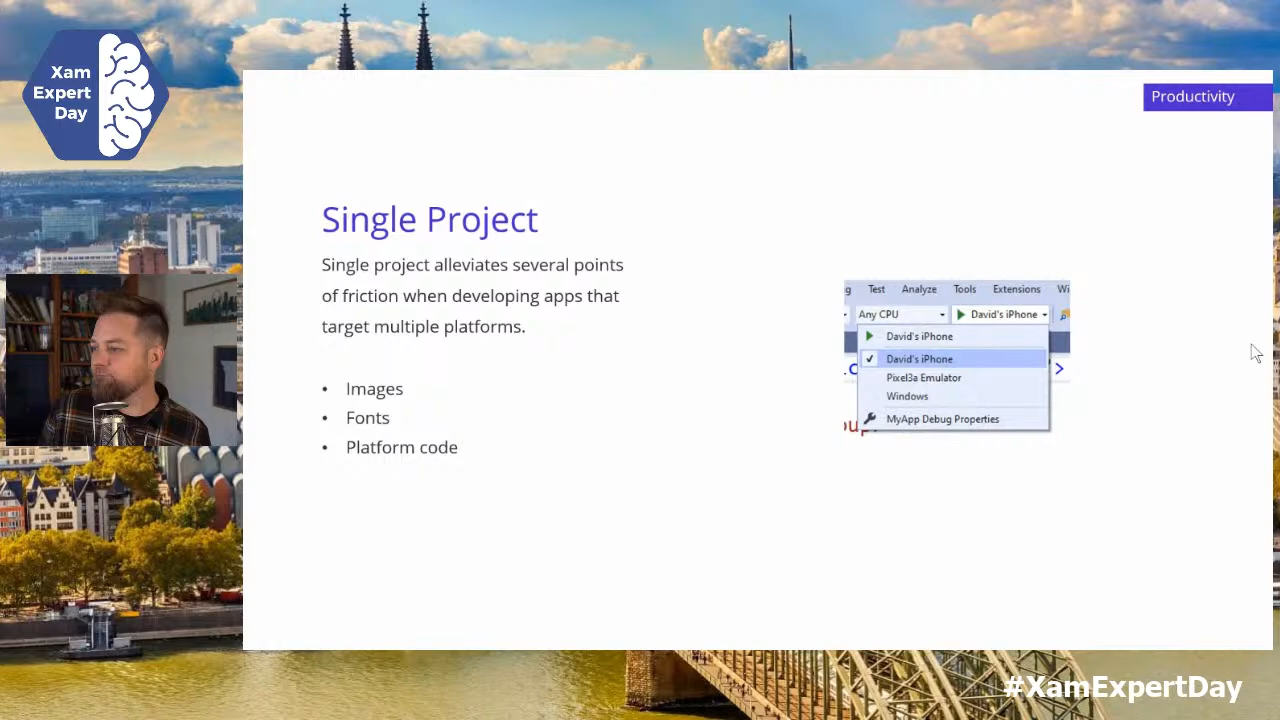 Xam
Expert
Day
Productivity
Single Project
Single project alleviates several points
of friction when developing apps that
target multiple platforms.
• Images
• Fonts
• Platform code
g Test Analyze Tools Extensions Wi
Any CPU David's iPhone
David's iPhone
David's iPhone
Pixel3a Emulator
Windows
MyApp Debug Properties
#XamExpertDay